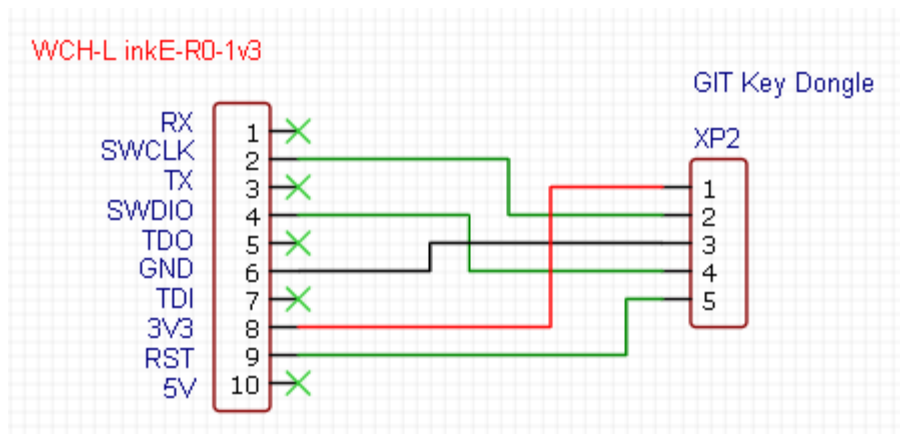 WCH-L inkE-R0-1v3
GIT Key Dongle
XP2
RX 1
SWCLK 2
TX 3
SWDIO 4
TDO 5
GND 6
TDI 7
3V3 8
RST 9
5V 10
1
2
3
4
5